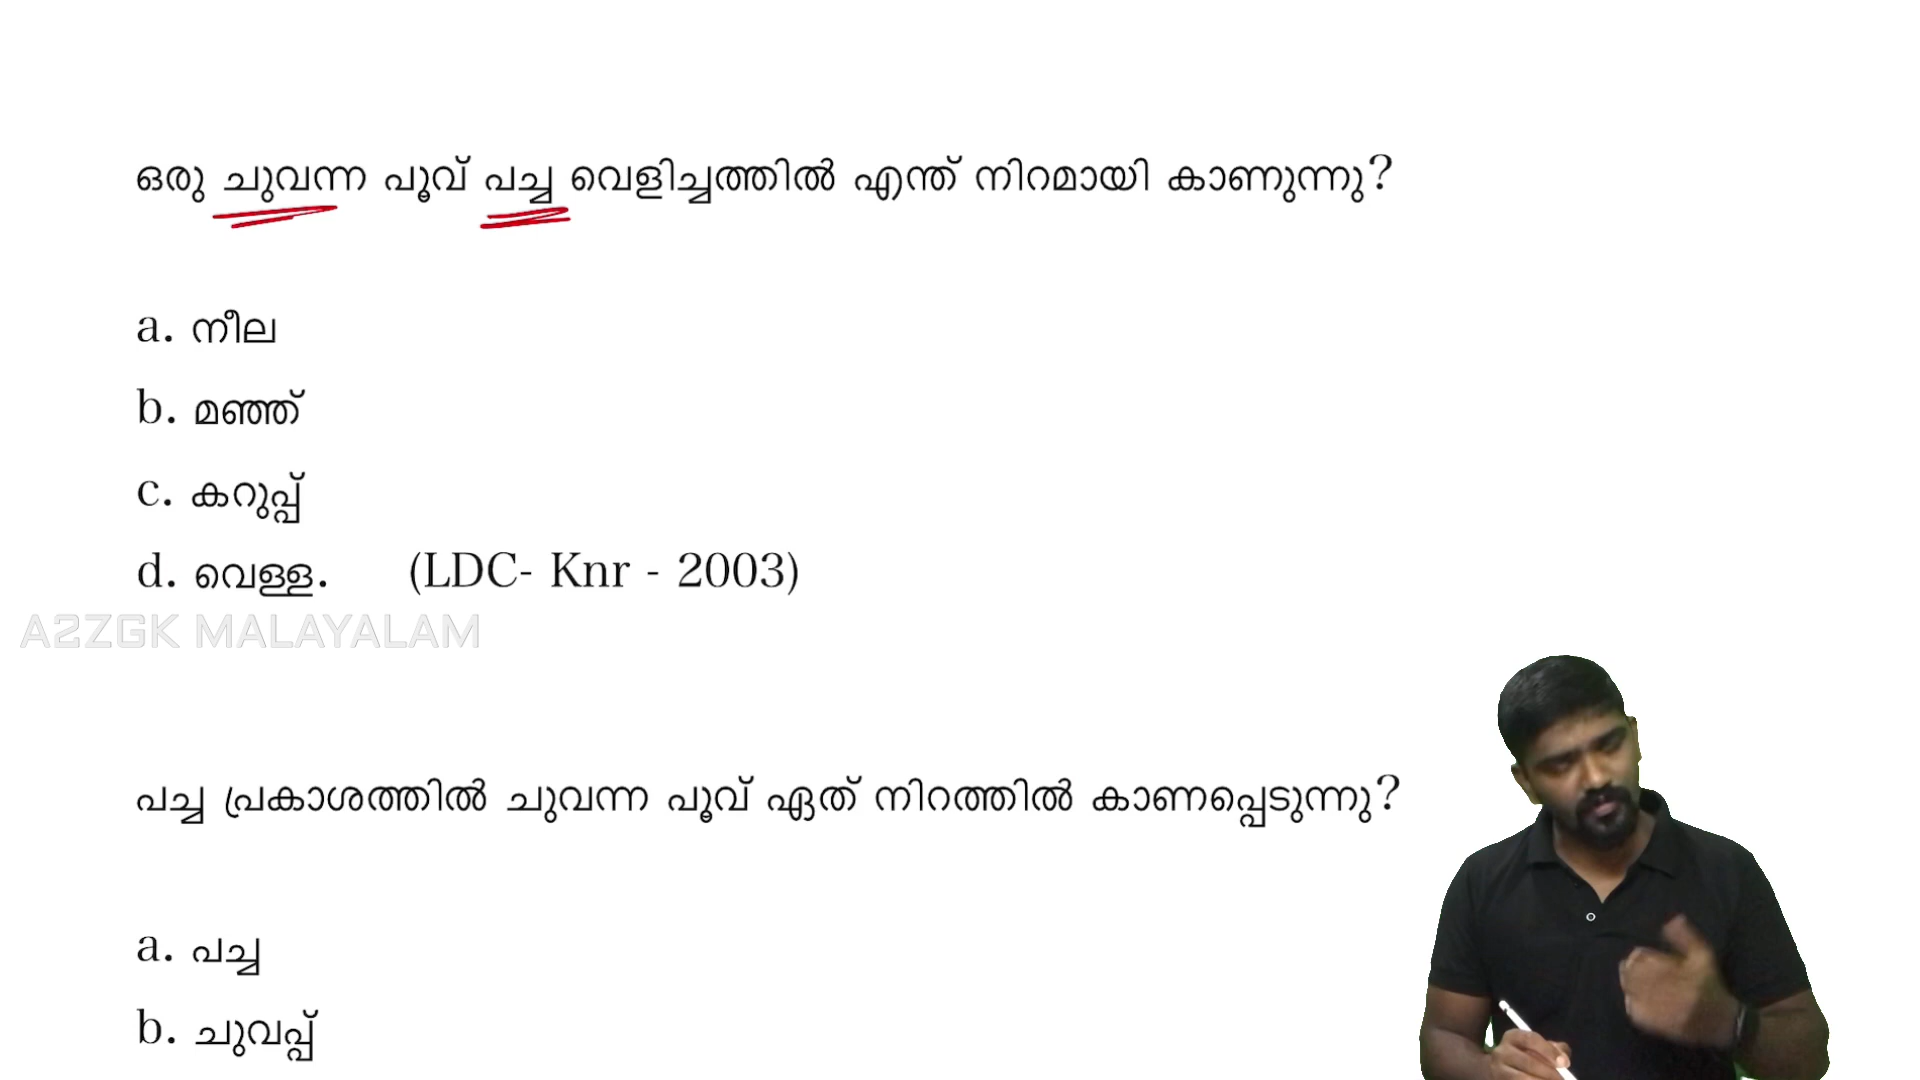 ഒരു ചുവന്ന പൂവ് പച്ച വെളിച്ചത്തിൽ എന്ത് നിറമായി കാണുന്നു?
a. നീല
b. മഞ്ഞ്
c. കറുപ്പ്
d. വെള്ള. (LDC- Knr - 2003)
A2ZGK MALAYALAM
പച്ച പ്രകാശത്തിൽ ചുവന്ന പൂവ് ഏത് നിറത്തിൽ കാണപ്പെടുന്നു?
a. പച്ച
b. ചുവപ്പ്